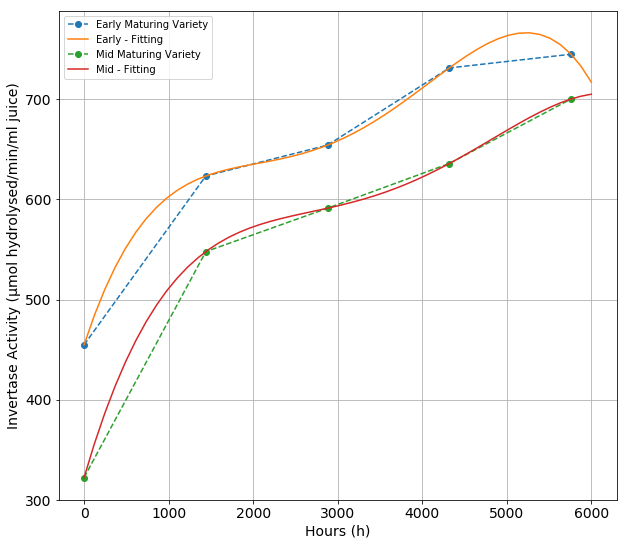 Early Maturing Variety
Early - Fitting
Mid Maturing Variety
Mid - Fitting
Invertase Activity (µmol hydrolysed/min/ml juice)
700
600
500
400
300
0 1000 2000 3000 4000 5000 6000
Hours (h)